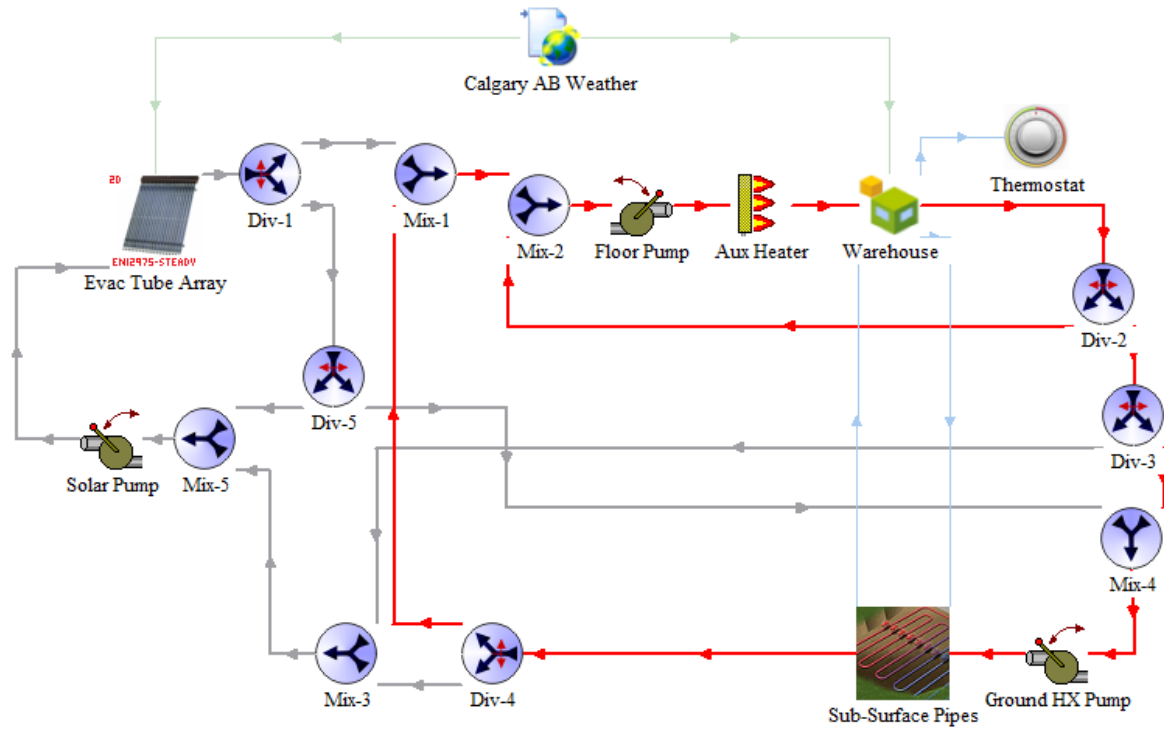 Calgary AB Weather
Thermostat
2D
EN12975-STEADY
Evac Tube Array
Div-1
Mix-1
Mix-2
Floor Pump
Aux Heater
Warehouse
Div-2
Div-5
Div-3
Solar Pump
Mix-5
Mix-4
Mix-3
Div-4
Sub-Surface Pipes
Ground HX Pump